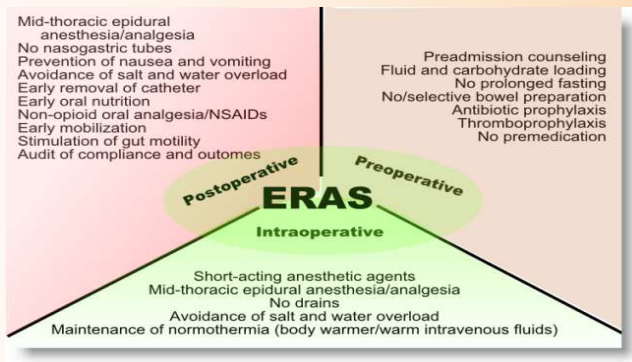 Mid-thoracic epidural
anesthesia/analgesia
No nasogastric tubes
Prevention of nausea and vomiting
Avoidance of salt and water overload
Early removal of catheter
Early oral nutrition
Non-opioid oral analgesia/NSAIDs
Early mobilization
Stimulation of gut motility
Audit of compliance and outcomes
Preadmission counseling
Fluid and carbohydrate loading
No prolonged fasting
No/selective bowel preparation
Antibiotic prophylaxis
Thromboprophylaxis
No premedication
Postoperative
Preoperative
ERAS
Intraoperative
Short-acting anesthetic agents
Mid-thoracic epidural anesthesia/analgesia
No drains
Avoidance of salt and water overload
Maintenance of normothermia (body warmer/warm intravenous fluids)